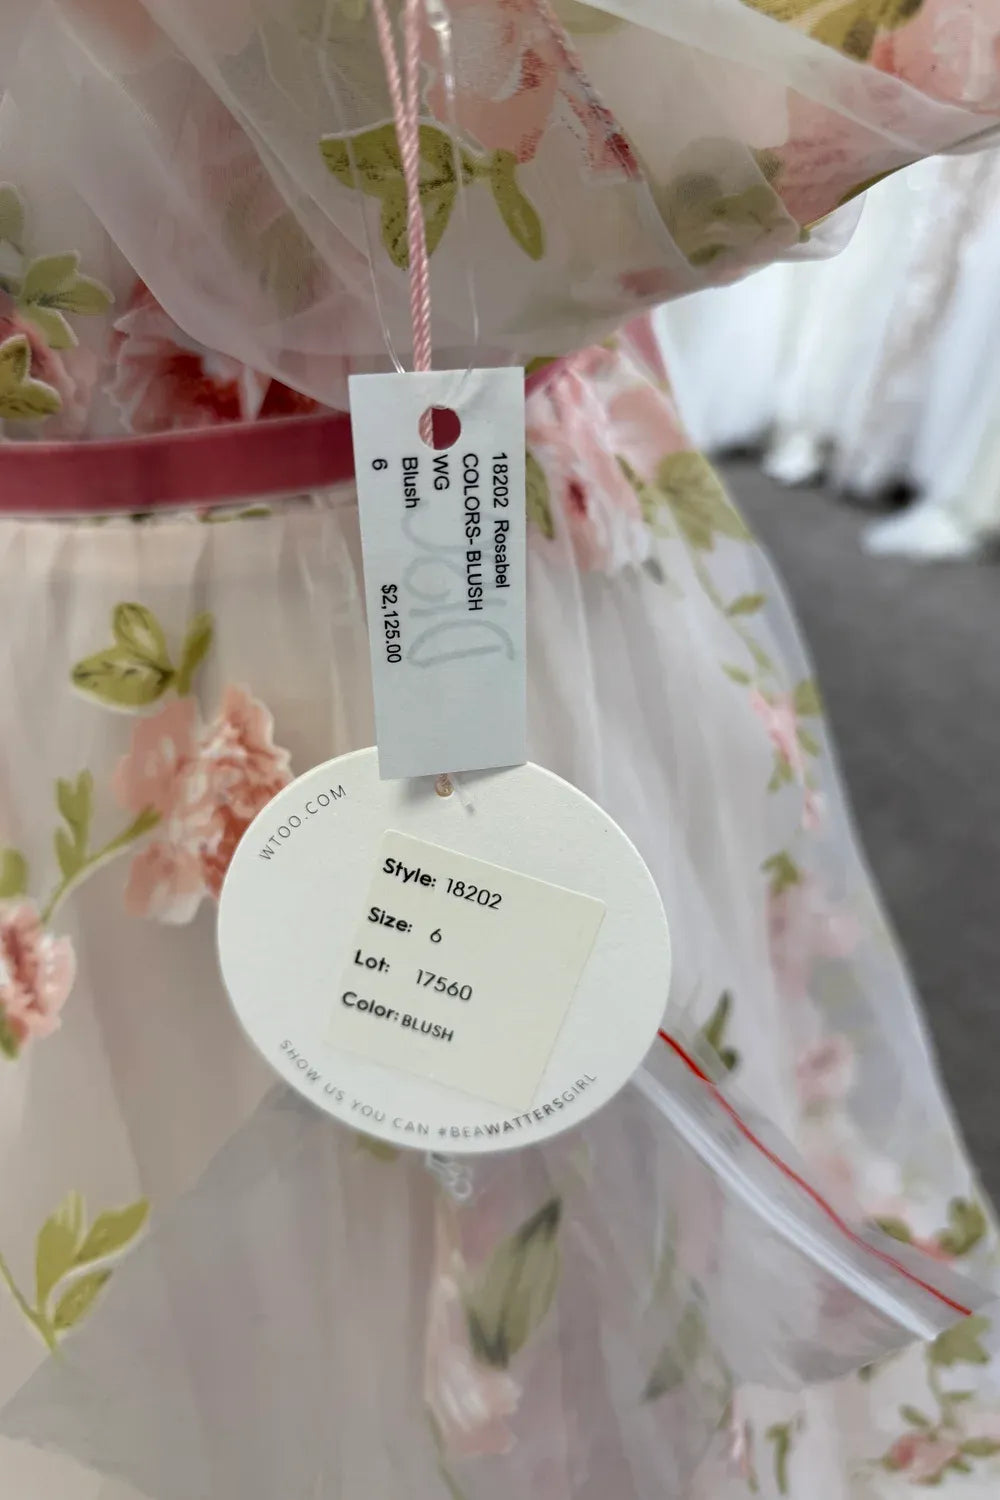 18202 Rosabel
COLORS- BLUSH
WG
Blush
6
$2,125.00
WTOO.COM
Style: 18202
Size: 6
Lot: 17560
Color: BLUSH
SHOW US YOU CAN #BEAWATTERSGIRL